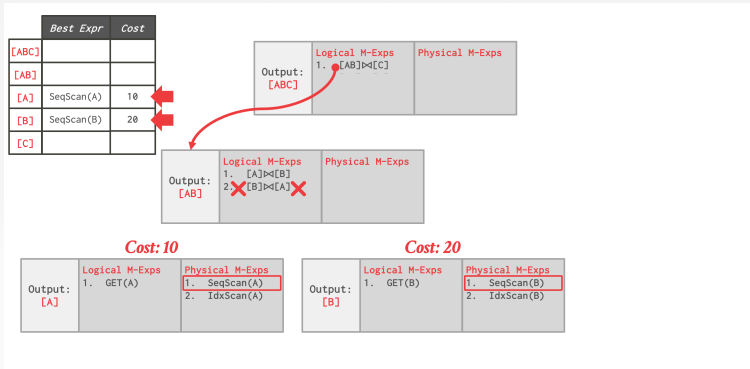 Best Expr Cost
[ABC]
[AB]
[A] SeqScan(A) 10
[B] SeqScan(B) 20
[C]
Output:
[ABC]
Logical M-Exps
1. [AB]⋈[C]
Physical M-Exps
Output:
[AB]
Logical M-Exps
1. [A]⋈[B]
2. [B]⋈[A]
Physical M-Exps
Cost: 10
Output:
[A]
Logical M-Exps
1. GET(A)
Physical M-Exps
1. SeqScan(A)
2. IdxScan(A)
Cost: 20
Output:
[B]
Logical M-Exps
1. GET(B)
Physical M-Exps
1. SeqScan(B)
2. IdxScan(B)